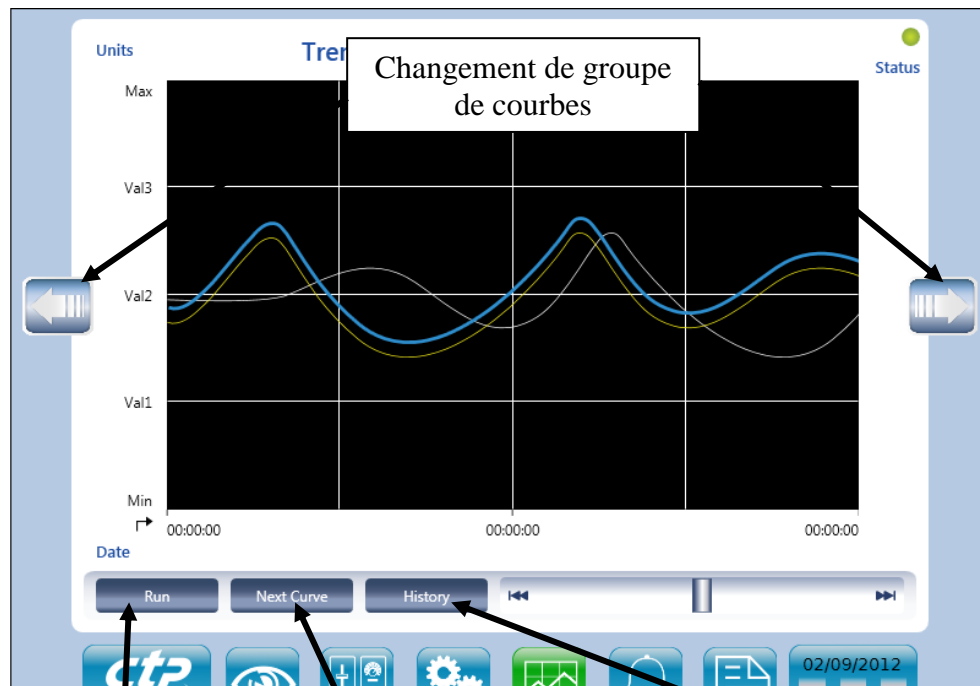 Units
Changement de groupe
de courbes
Status
Max
Val3
Val2
Val1
Min
00:00:00 00:00:00 00:00:00
Date
Run Next Curve History
ctp
02/09/2012